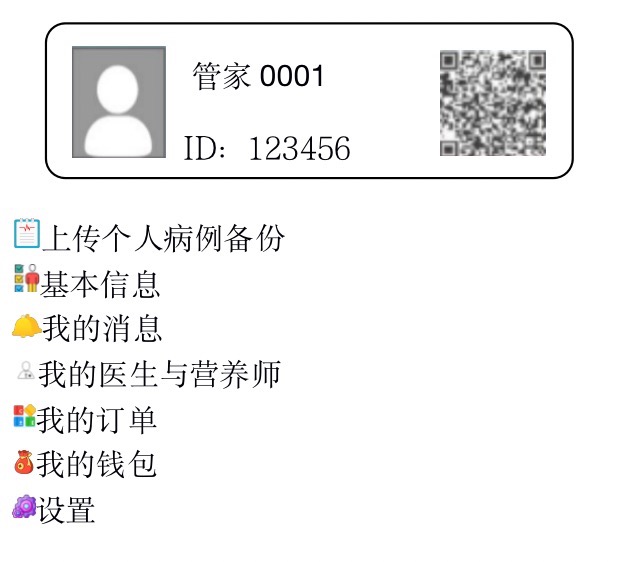 管家 0001
ID：123456
上传个人病例备份
基本信息
我的消息
我的医生与营养师
我的订单
我的钱包
设置